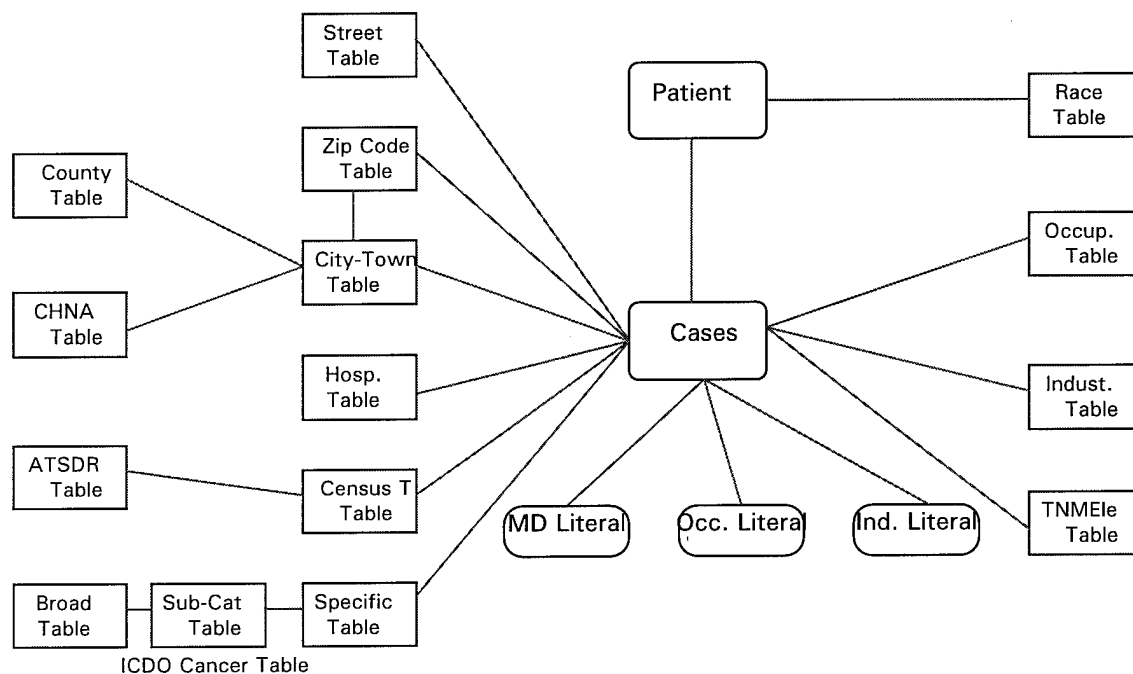 Street
Table
Patient
Race
Table
Zip Code
Table
County
Table
Occup.
Table
City-Town
Table
CHNA
Table
Cases
Hosp.
Table
Indust.
Table
ATSDR
Table
Census T
Table
MD Literal
Occ. Literal
Ind. Literal
TNMEle
Table
Broad
Table
Sub-Cat
Table
Specific
Table
ICDO Cancer Table